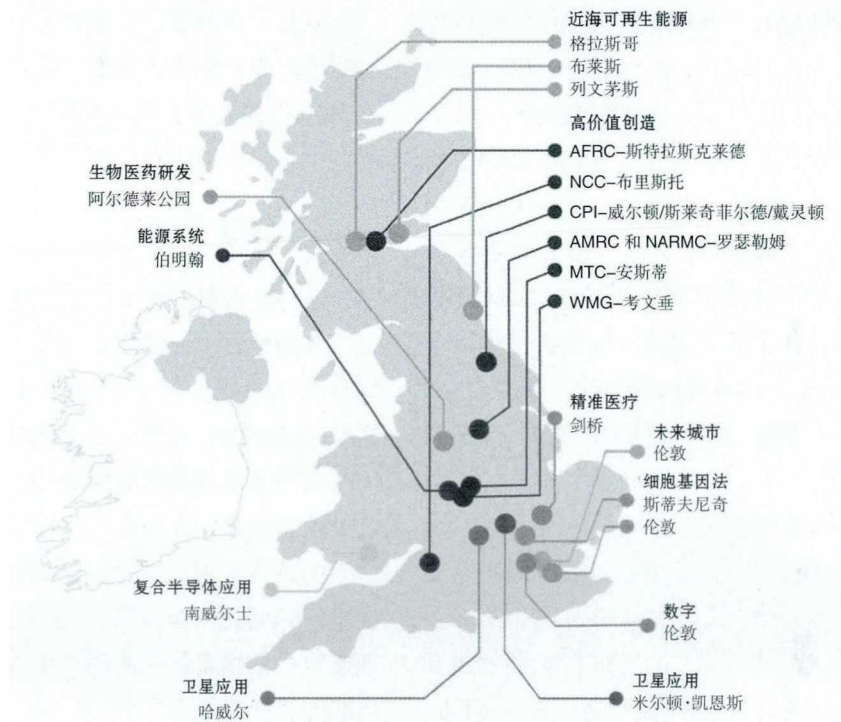 近海可再生能源
格拉斯哥
布莱斯
列文茅斯
高价值创造
AFRC–斯特拉斯克莱德
NCC–布里斯托
CPI–威尔顿/斯莱奇菲尔德/戴灵顿
AMRC 和 NARMC–罗瑟勒姆
MTC–安斯蒂
WMG–考文垂
生物医药研发
阿尔德莱公园
能源系统
伯明翰
精准医疗
剑桥
未来城市
伦敦
细胞基因法
斯蒂夫尼奇
伦敦
复合半导体应用
南威尔士
数字
伦敦
卫星应用
哈威尔
卫星应用
米尔顿·凯恩斯